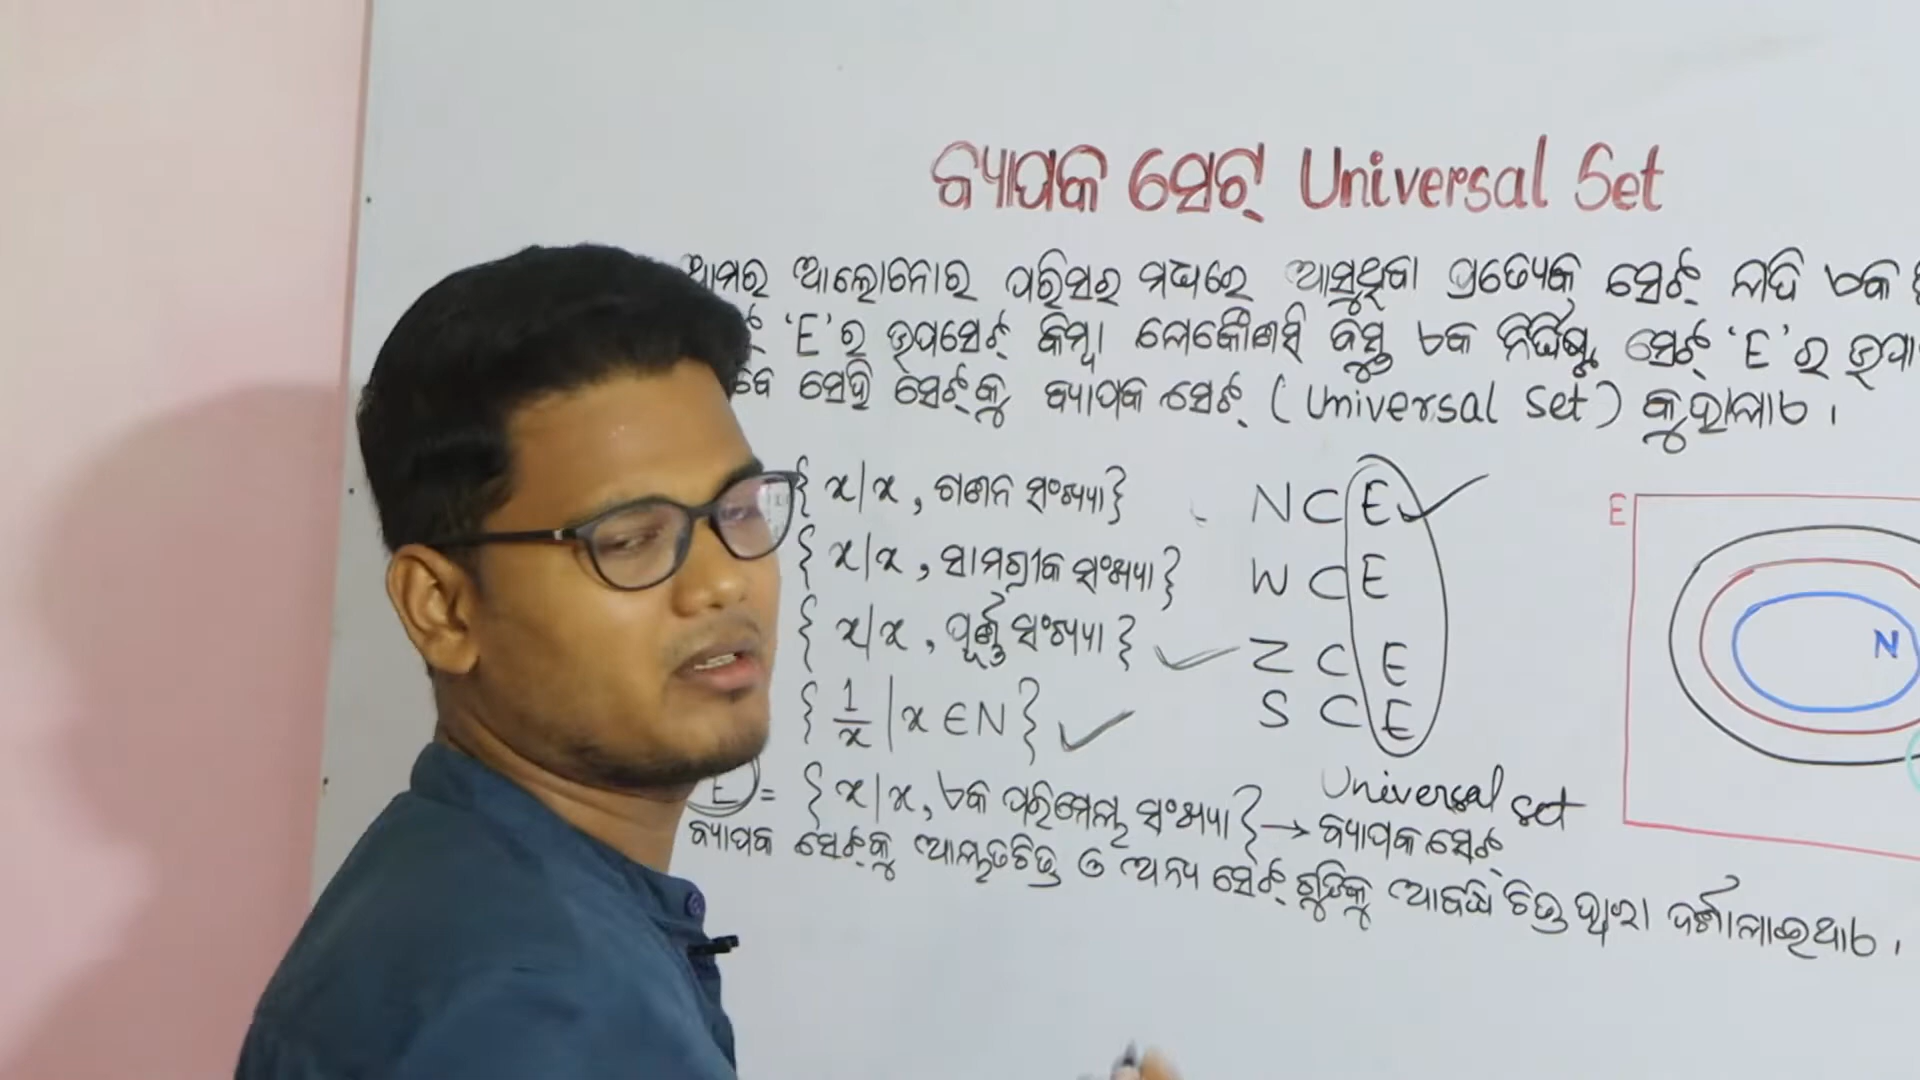 ବ୍ୟାପକ ସେଟ୍ Universal Set
ଆମର ଆଲୋଚନାର ପରିସର ମଧ୍ୟରେ ଆସୁଥିବା ପ୍ରତ୍ୟେକ ସେଟ୍ ଯଦି ଏକ
'E' ର ଉପସେଟ୍ କିମ୍ବା ଯେକୌଣସି ବସ୍ତୁ ଏକ ନିର୍ଦ୍ଦିଷ୍ଟ ସେଟ୍ 'E' ର
ସେହି ସେଟ୍‌କୁ ବ୍ୟାପକ ସେଟ୍ (Universal Set) କୁହାଯାଏ ।
{ x|x , ଗଣନ ସଂଖ୍ୟା } N ⊂ E ✓
{ x|x , ସାମଗ୍ରୀକ ସଂଖ୍ୟା } W ⊂ E
{ x|x , ପୂର୍ଣ୍ଣ ସଂଖ୍ୟା } ✓ Z ⊂ E
{ 1/x | x ∈ N } ✓ S ⊂ E
E = { x|x, ଏକ ପରିମେୟ ସଂଖ୍ୟା } → Universal set
ବ୍ୟାପକ ସେଟ୍
ବ୍ୟାପକ ସେଟ୍‌କୁ ଆୟତଚିତ୍ର ଓ ଅନ୍ୟ ସେଟ୍ ଗୁଡିକୁ ଆବଦ୍ଧ ଚିତ୍ର ଦ୍ୱାରା ଦର୍ଶାଯାଇଥାଏ ।
E
N